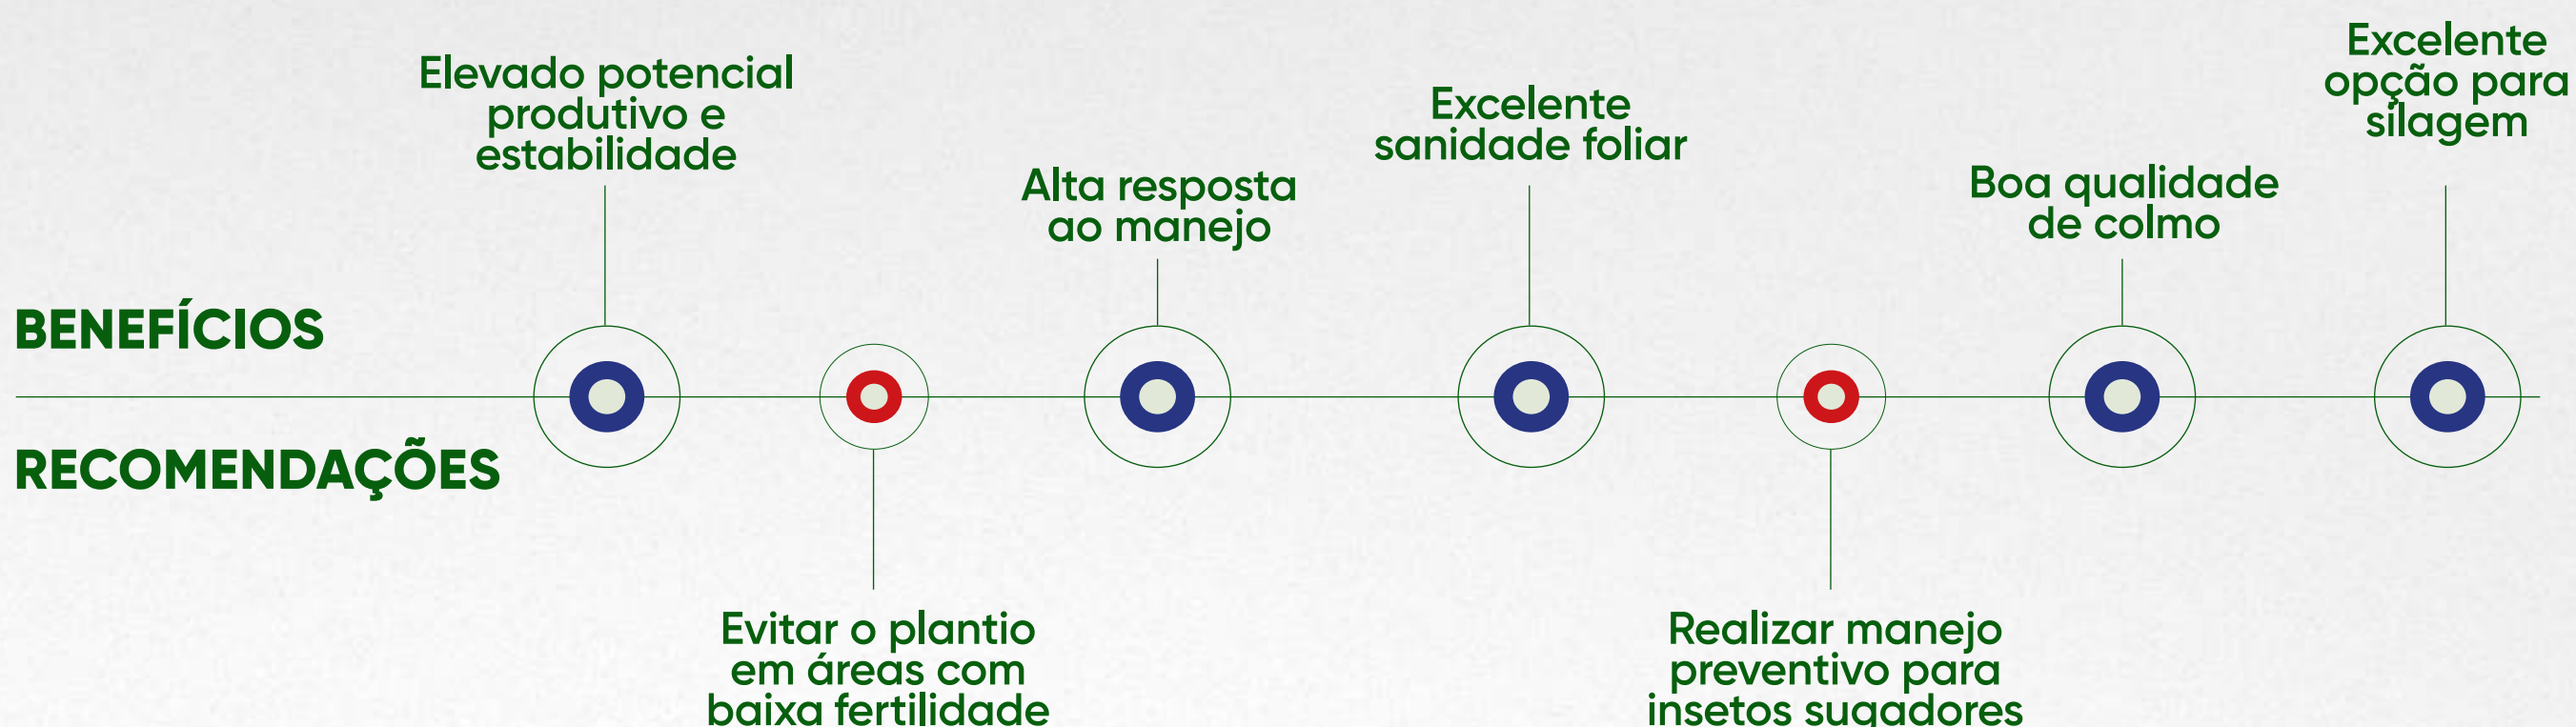 Elevado potencial
produtivo e
estabilidade
Alta resposta
ao manejo
Excelente
sanidade foliar
Boa qualidade
de colmo
Excelente
opção para
silagem
BENEFÍCIOS
RECOMENDAÇÕES
Evitar o plantio
em áreas com
baixa fertilidade
Realizar manejo
preventivo para
insetos sugadores